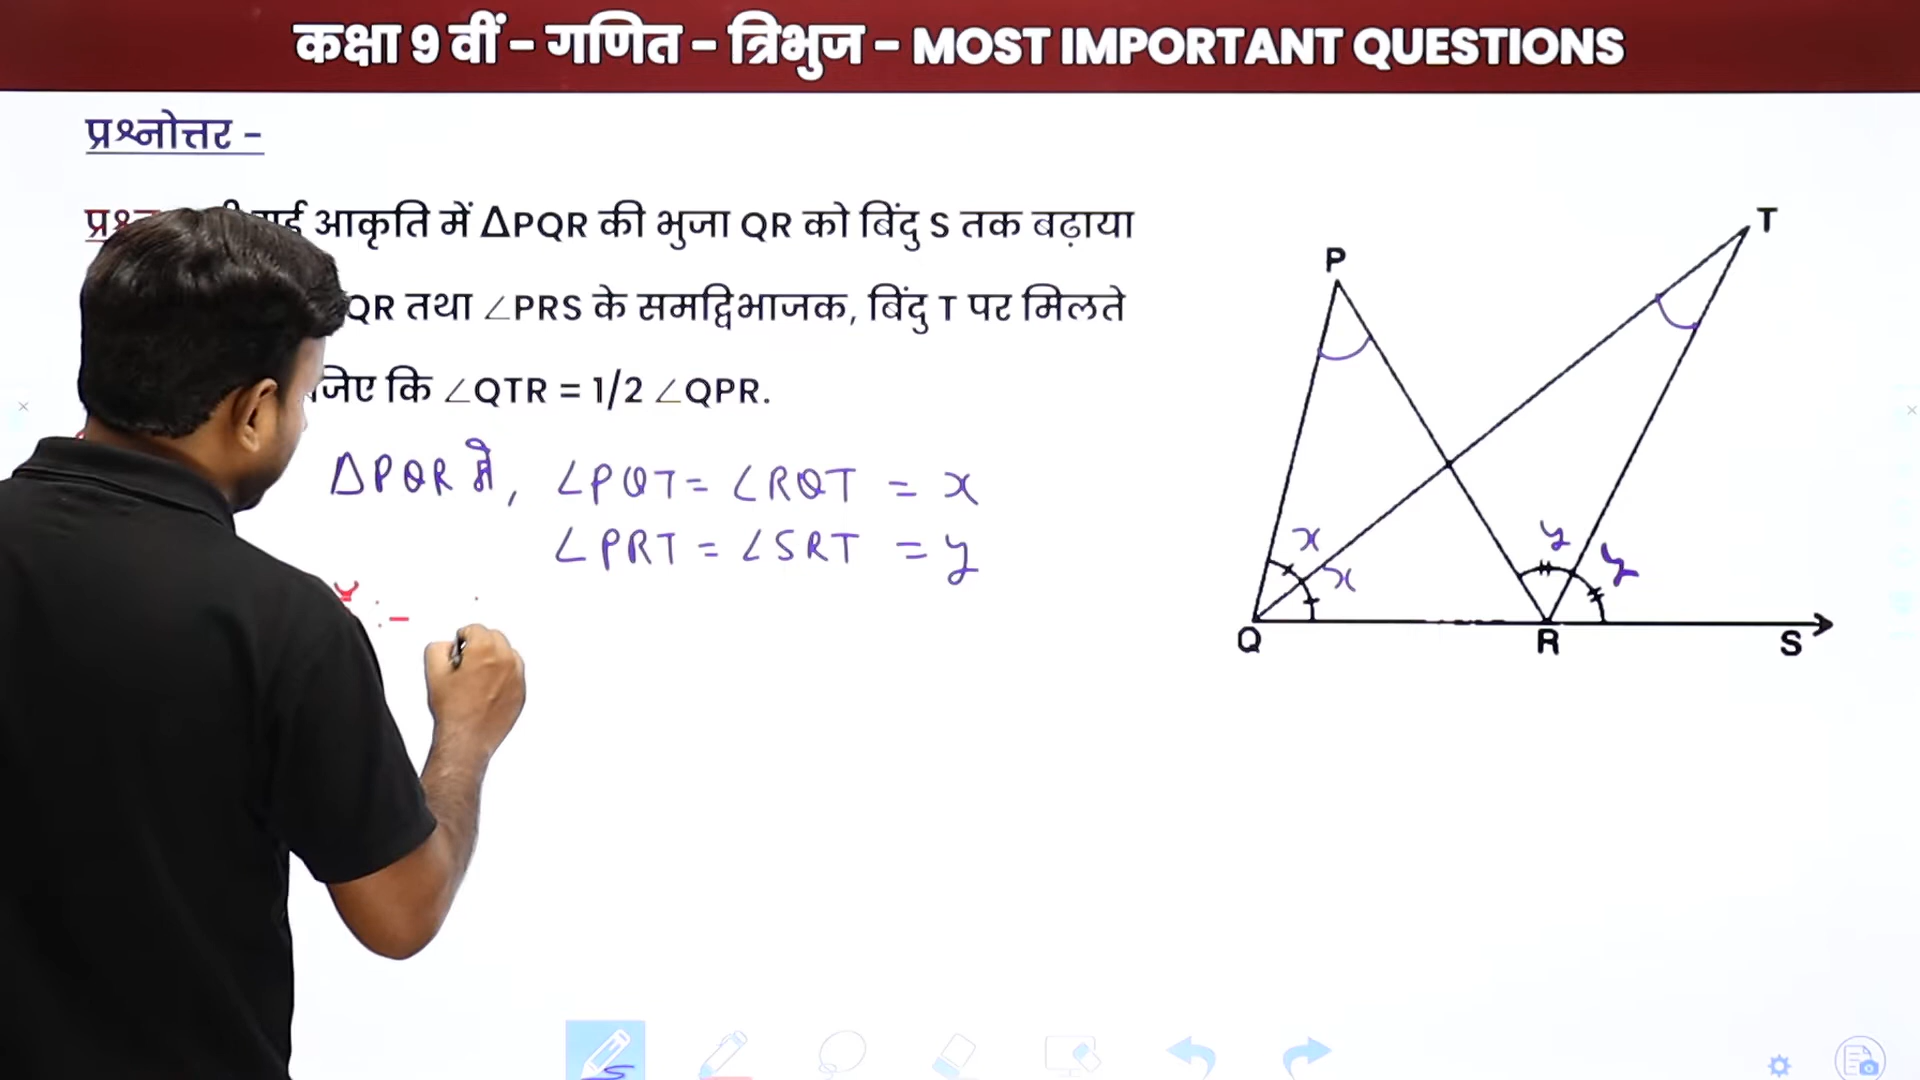 कक्षा 9 वीं - गणित - त्रिभुज - MOST IMPORTANT QUESTIONS
प्रश्नोत्तर -
आकृति में ΔPQR की भुजा QR को बिंदु S तक बढ़ाया
QR तथा ∠PRS के समद्विभाजक, बिंदु T पर मिलते
कि ∠QTR = 1/2 ∠QPR.
ΔPQR में, ∠PQT = ∠RQT = x
∠PRT = ∠SRT = y
:-
T
P
x
x
y
y
Q
R
S